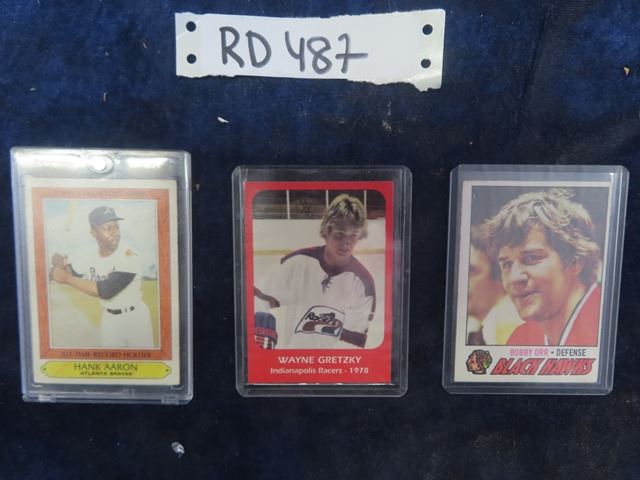 RD 487
ALL-TIME RECORD HOLDER
HANK AARON
ATLANTA BRAVES
WAYNE GRETZKY
Indianapolis Racers - 1978
BOBBY ORR • DEFENSE
BLACK HAWKS